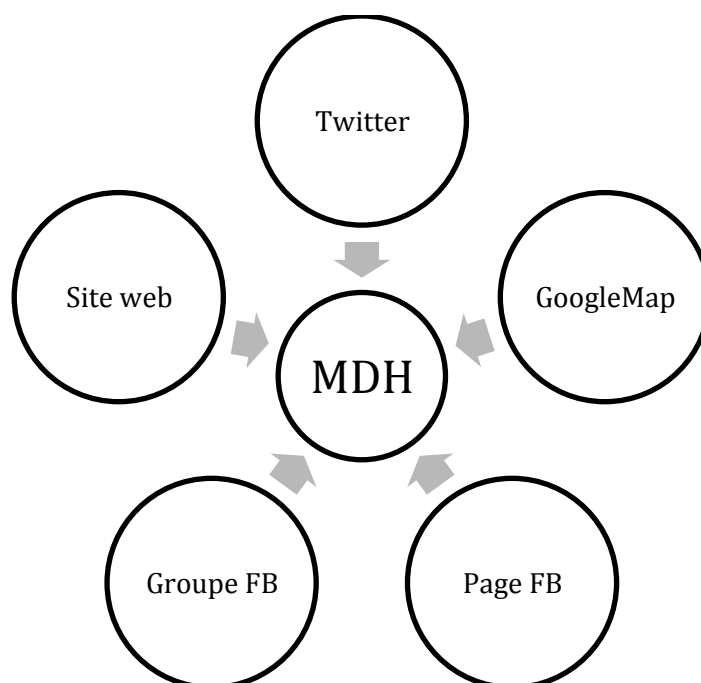 Twitter
Site web
GoogleMap
MDH
Groupe FB
Page FB